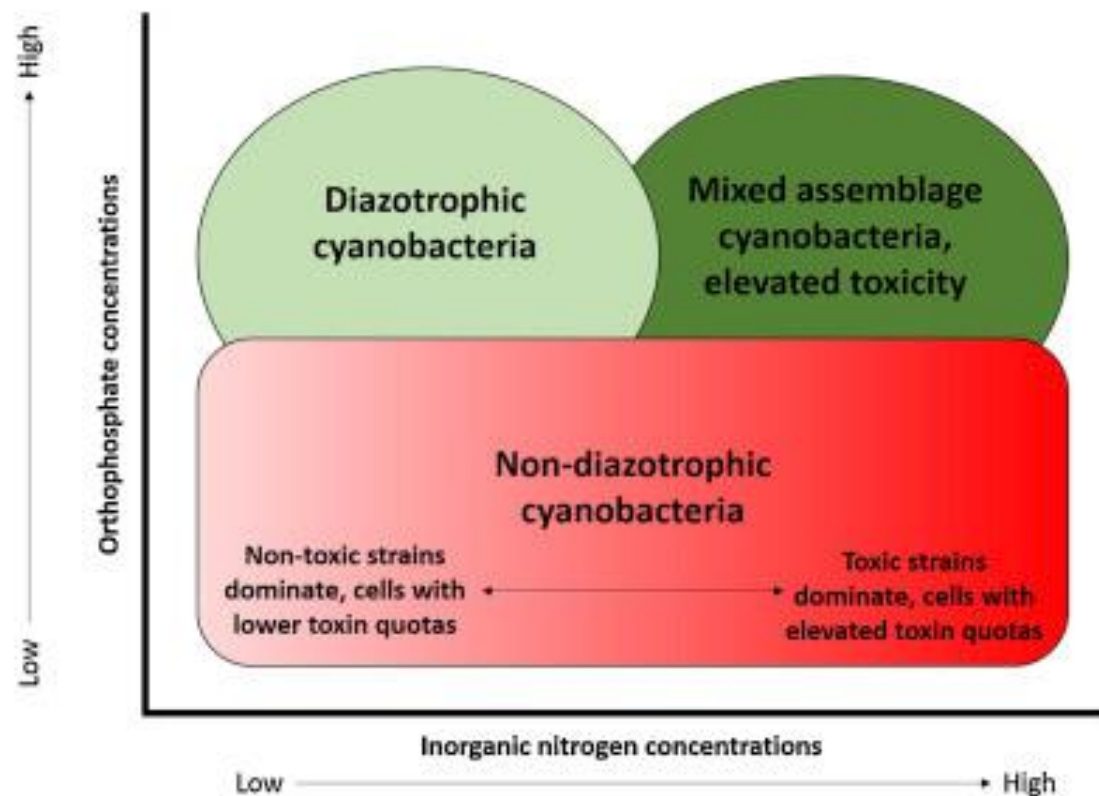 High
Orthophosphate concentrations
Low
Diazotrophic
cyanobacteria
Mixed assemblage
cyanobacteria,
elevated toxicity
Non-diazotrophic
cyanobacteria
Non-toxic strains
dominate, cells with
lower toxin quotas
Toxic strains
dominate, cells with
elevated toxin quotas
Inorganic nitrogen concentrations
Low
High